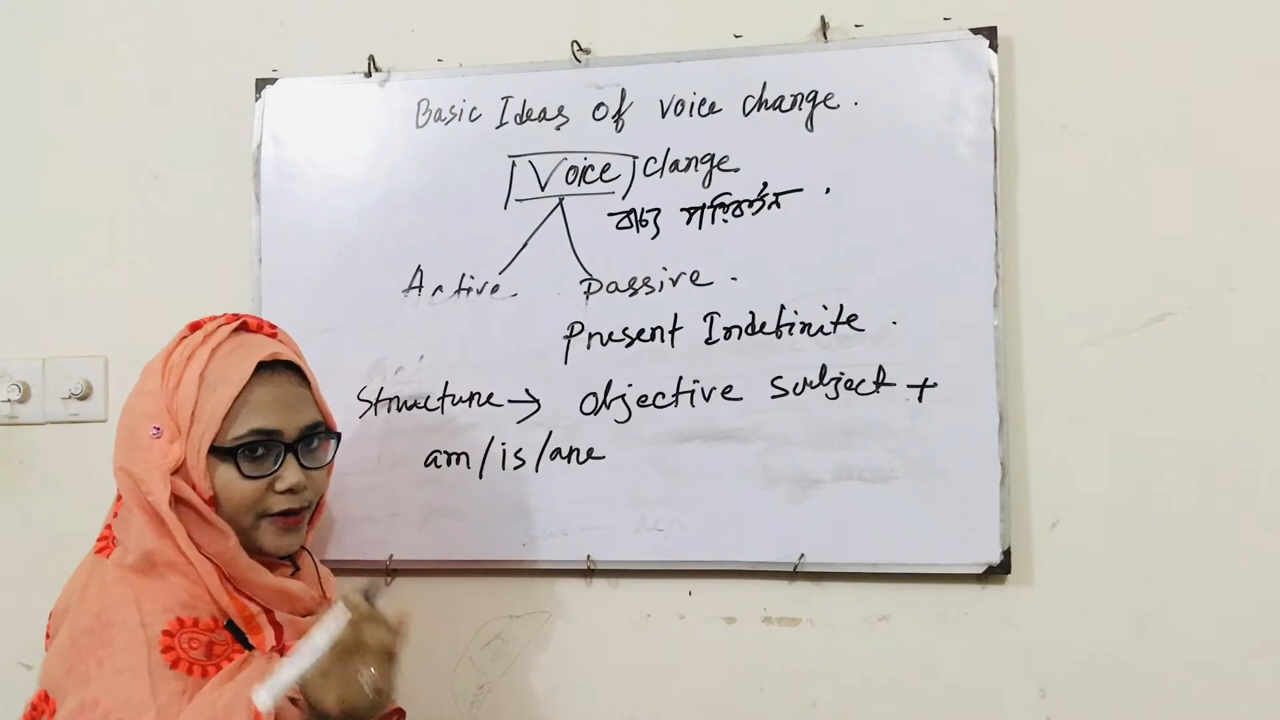 Basic Ideas of voice change.
Voice change
বাচ্য পরিবর্তন .
Active. Passive.
Present Indefinite.
Structure → objective subject +
am/is/are